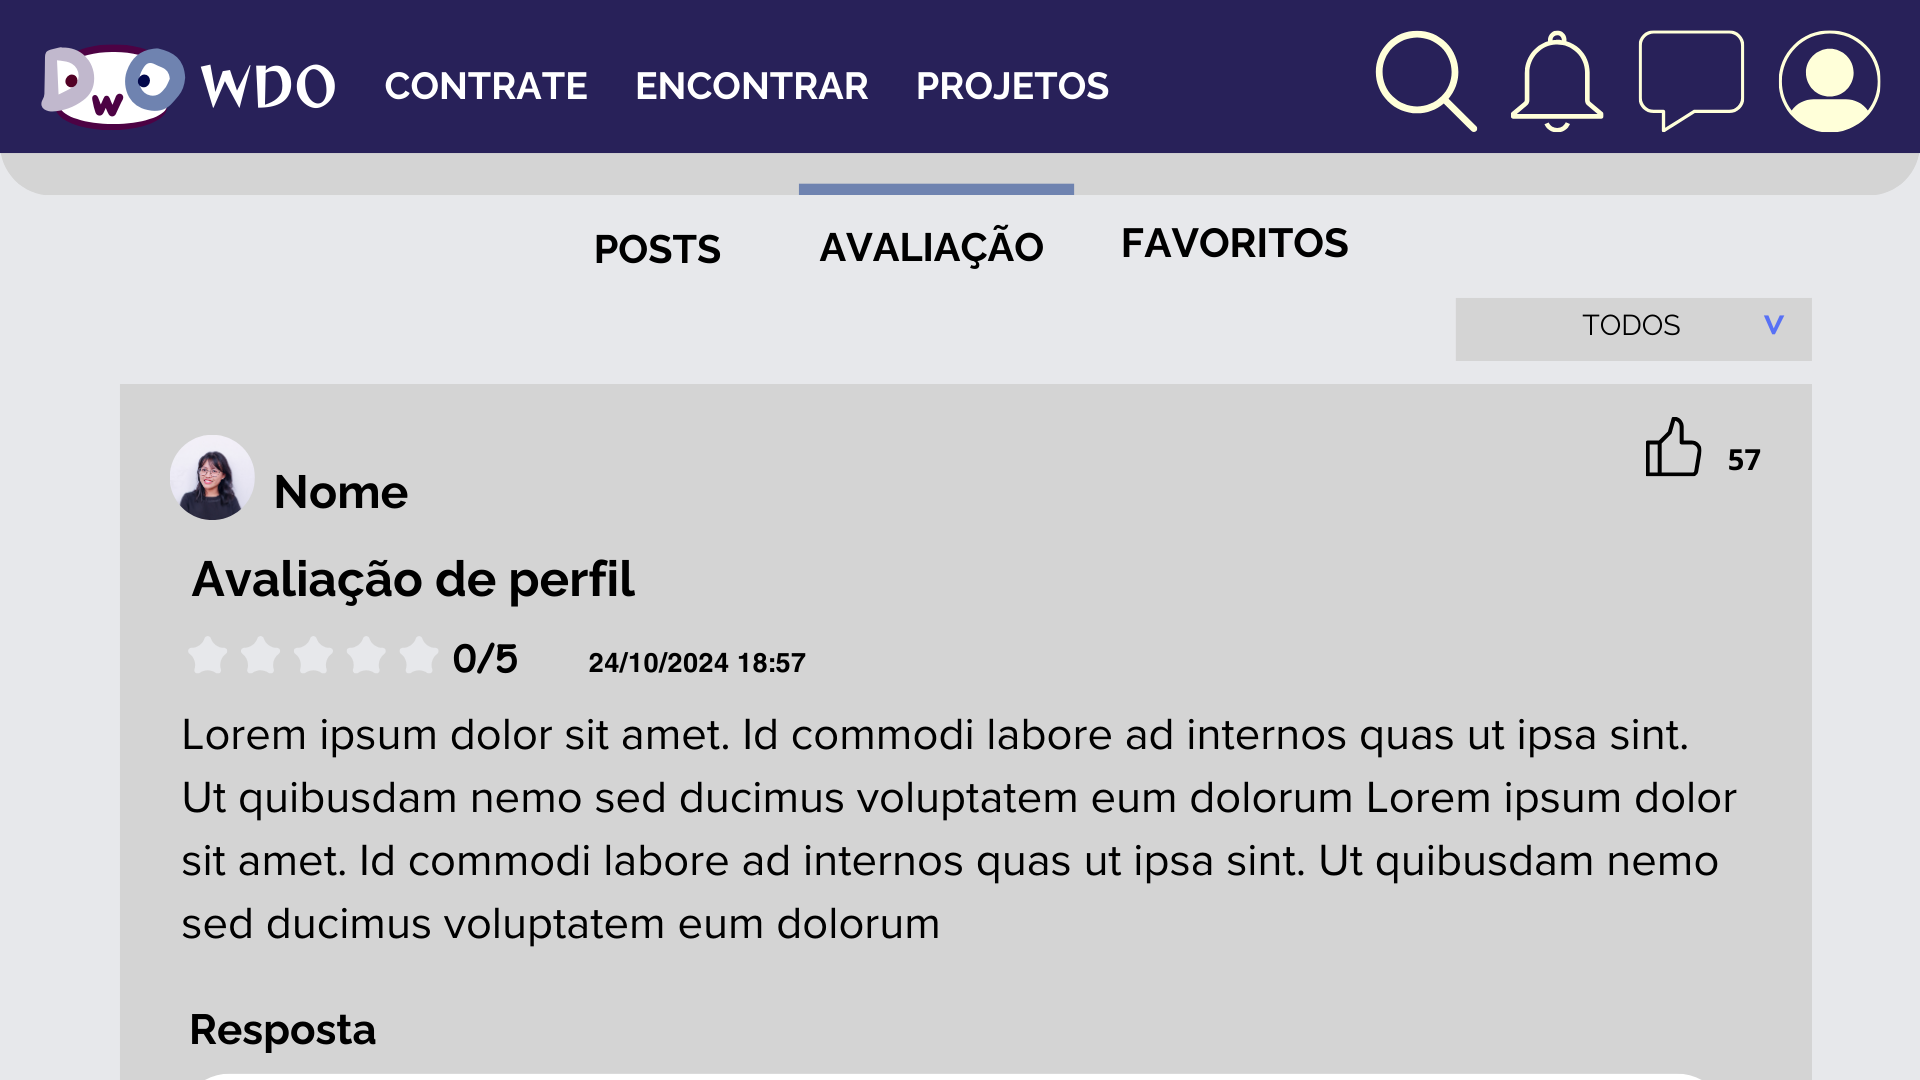 DwO WDO CONTRATE ENCONTRAR PROJETOS
POSTS AVALIAÇÃO FAVORITOS
TODOS V
57
Nome
Avaliação de perfil
0/5 24/10/2024 18:57
Lorem ipsum dolor sit amet. Id commodi labore ad internos quas ut ipsa sint.
Ut quibusdam nemo sed ducimus voluptatem eum dolorum Lorem ipsum dolor
sit amet. Id commodi labore ad internos quas ut ipsa sint. Ut quibusdam nemo
sed ducimus voluptatem eum dolorum
Resposta